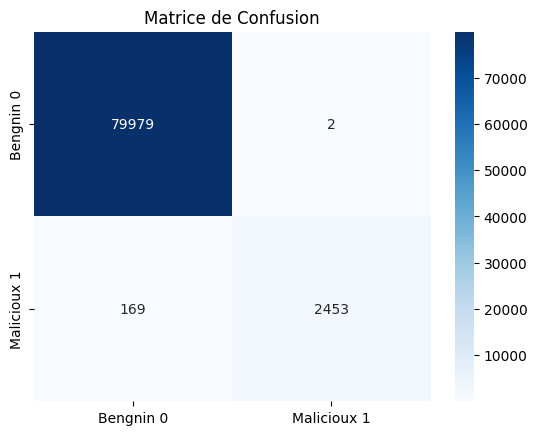 Matrice de Confusion
Bengnin 0
79979
2
Malicioux 1
169
2453
Bengnin 0
Malicioux 1
70000
60000
50000
40000
30000
20000
10000